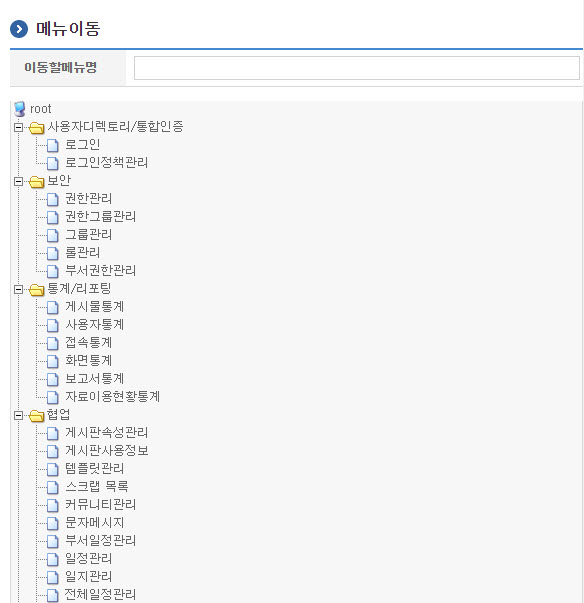 메뉴이동
이동할메뉴명
root
사용자디렉토리/통합인증
로그인
로그인정책관리
보안
권한관리
권한그룹관리
그룹관리
롤관리
부서권한관리
통계/리포팅
게시물통계
사용자통계
접속통계
화면통계
보고서통계
자료이용현황통계
협업
게시판속성관리
게시판사용정보
템플릿관리
스크랩 목록
커뮤니티관리
문자메시지
부서일정관리
일정관리
일지관리
전체일정관리